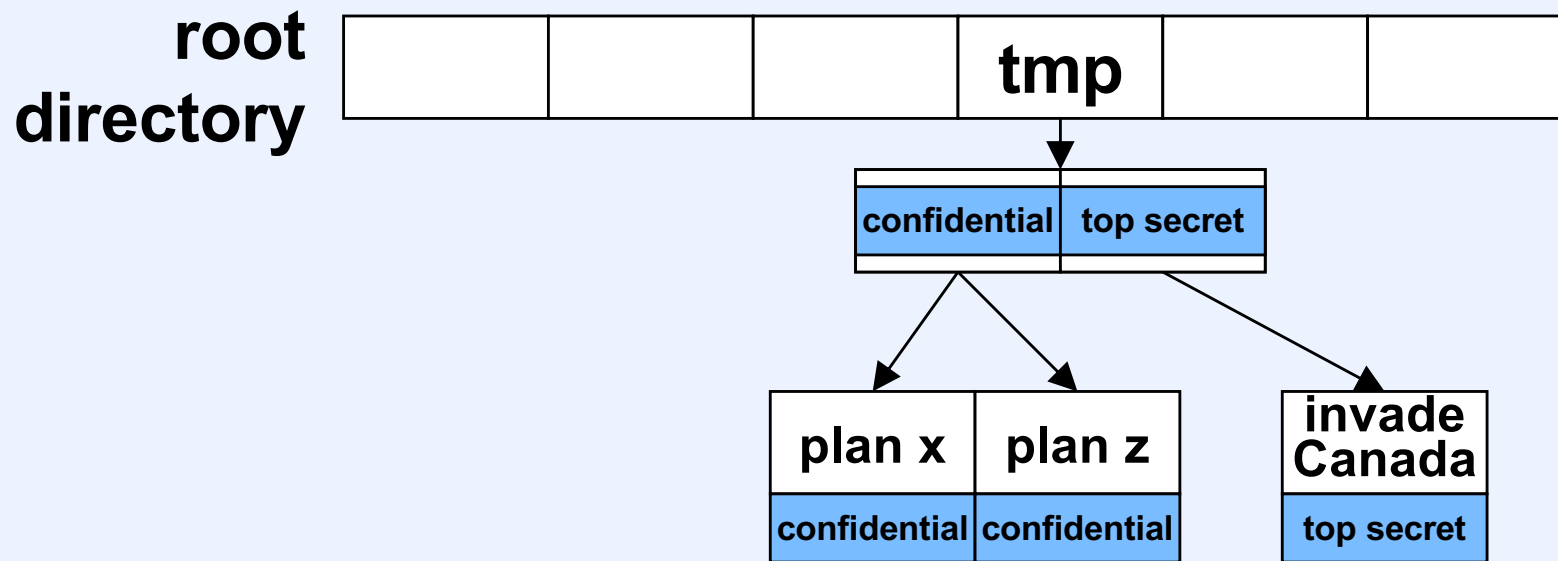 root
directory
tmp
confidential top secret
plan x plan z invade
Canada
confidential confidential top secret